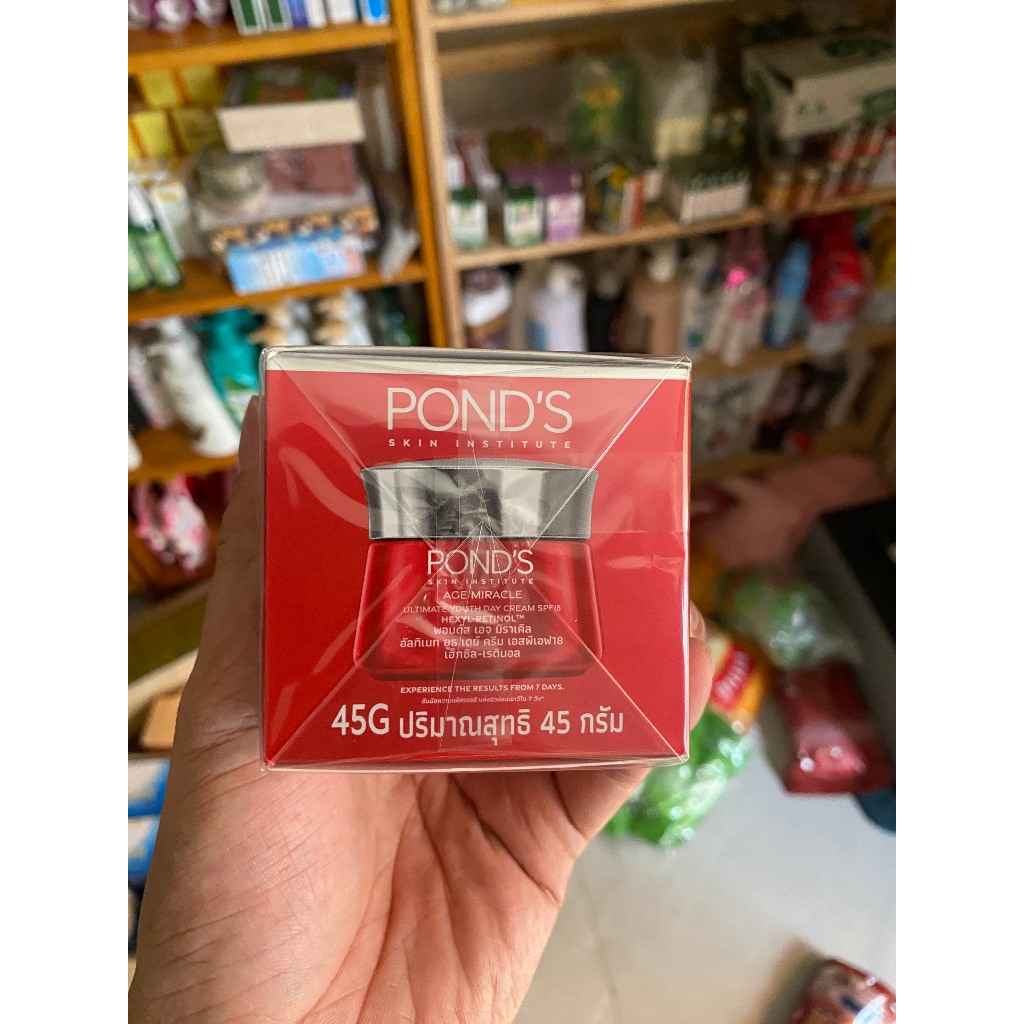 POND'S
SKIN INSTITUTE
POND'S
SKIN INSTITUTE
AGE MIRACLE
ULTIMATE YOUTH DAY CREAM SPF18
HEXYL-RETINOL™
พอนด์ส เอจ มิราเคิล
อัลทิเมท ยูธ เดย์ ครีม เอสพีเอฟ18
เฮ็กซิล-เรตินอล
EXPERIENCE THE RESULTS FROM 7 DAYS.
45G ปริมาณสุทธิ 45 กรัม